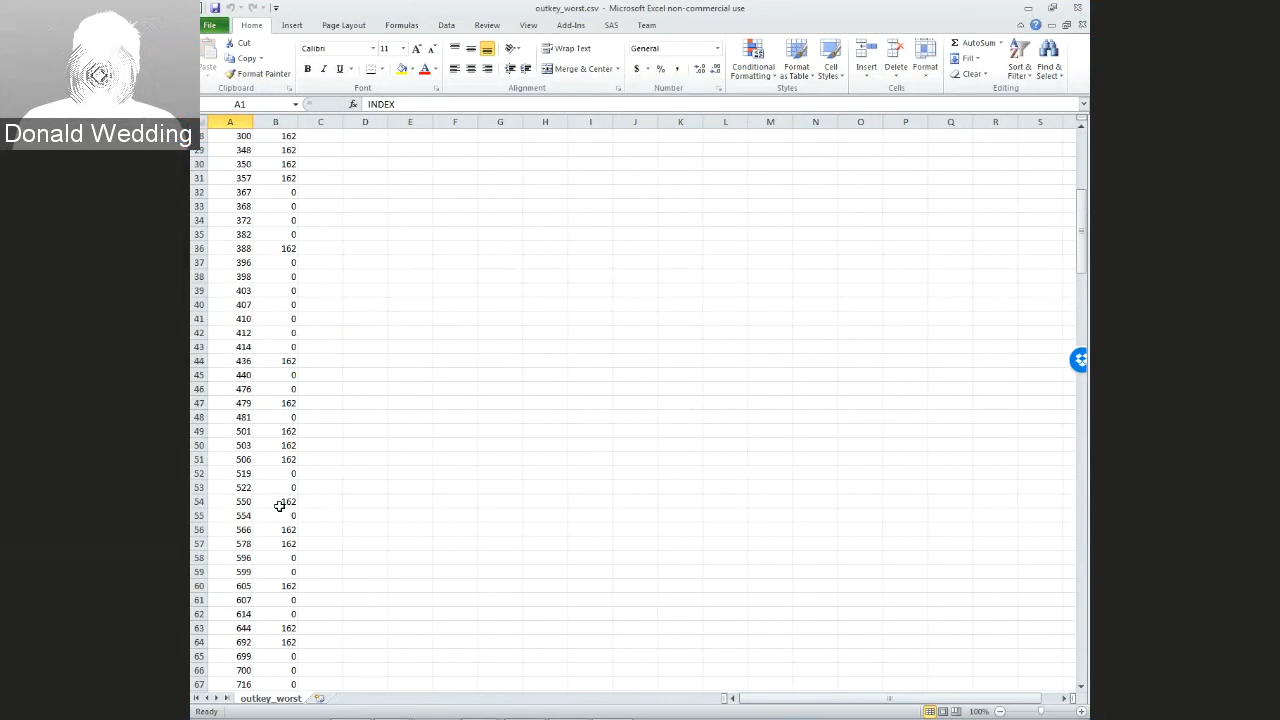 outkey_worst.csv - Microsoft Excel non-commercial use
File Home Insert Page Layout Formulas Data Review View Add-Ins SAS Team
Cut
Copy
Format Painter
Paste
Clipboard
Calibri 11
B I U
Font
Wrap Text
Merge & Center
Alignment
General
$ % ,
Number
Conditional Formatting
Format as Table
Cell Styles
Styles
Insert Delete Format
Cells
AutoSum
Fill
Clear
Sort & Filter
Find & Select
Editing
Donald Wedding
A1 fx INDEX
A B C D E F G H I J K L M N O P Q R S
300 162
29 348 162
30 350 162
31 357 162
32 367 0
33 368 0
34 372 0
35 382 0
36 388 162
37 396 0
38 398 0
39 403 0
40 407 0
41 410 0
42 412 0
43 414 0
44 436 162
45 440 0
46 476 0
47 479 162
48 481 0
49 501 162
50 503 162
51 506 162
52 519 0
53 522 0
54 550 162
55 554 0
56 566 162
57 578 162
58 596 0
59 599 0
60 605 162
61 607 0
62 614 0
63 644 162
64 692 162
65 699 0
66 700 0
67 716 0
outkey_worst
Ready 100%